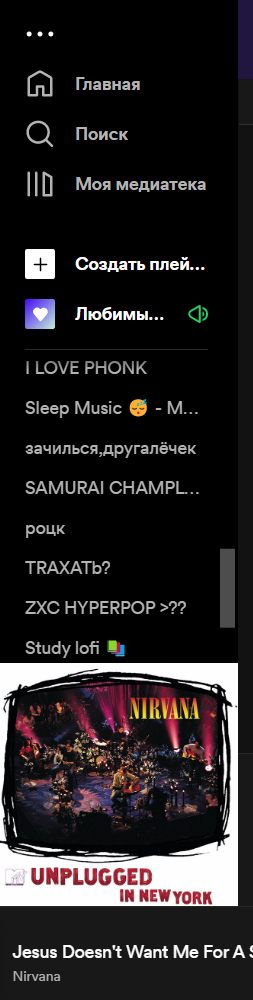 Главная
Поиск
Моя медиатека
Создать плей...
Любимы...
I LOVE PHONK
Sleep Music 😴 - M...
зачилься,другалёчек
SAMURAI CHAMPL...
роцк
TRAXATЬ?
ZXC HYPERPOP >??
Study lofi 📚
NIRVANA
MTV UNPLUGGED
IN NEW YORK
Jesus Doesn't Want Me For A S
Nirvana